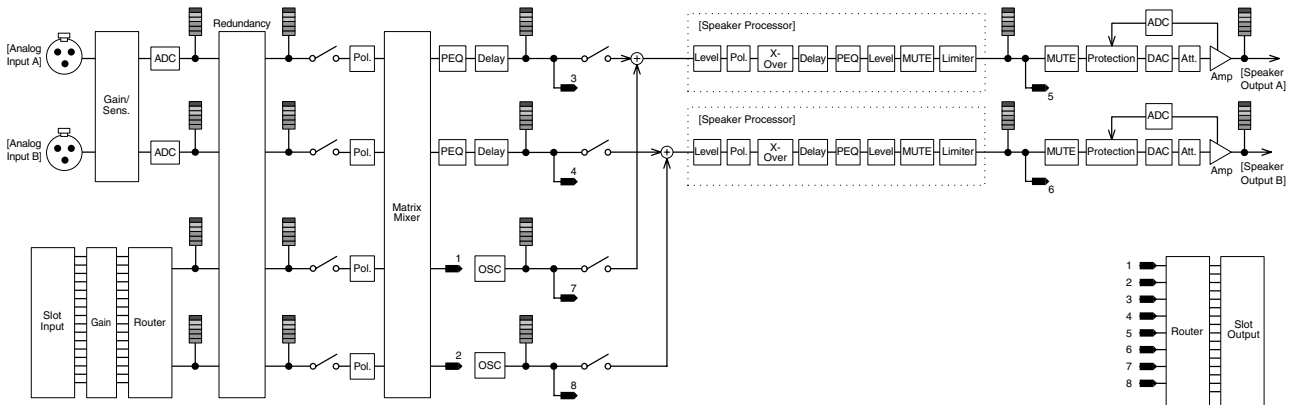 Redundancy
[Speaker Processor]
[Analog
Input A]
ADC
Pol.
PEQ
Delay
3
Level
Pol.
X-
Over
Delay
PEQ
Level
MUTE
Limiter
5
MUTE
Protection
ADC
DAC
Att.
Amp
[Speaker
Output A]
Gain/
Sens.
[Analog
Input B]
ADC
Pol.
PEQ
Delay
4
[Speaker Processor]
Level
Pol.
X-
Over
Delay
PEQ
Level
MUTE
Limiter
6
MUTE
Protection
ADC
DAC
Att.
Amp
[Speaker
Output B]
Matrix
Mixer
Slot
Input
Gain
Router
Pol.
1
OSC
7
Pol.
2
OSC
8
1
2
3
4
5
6
7
8
Router
Slot
Output